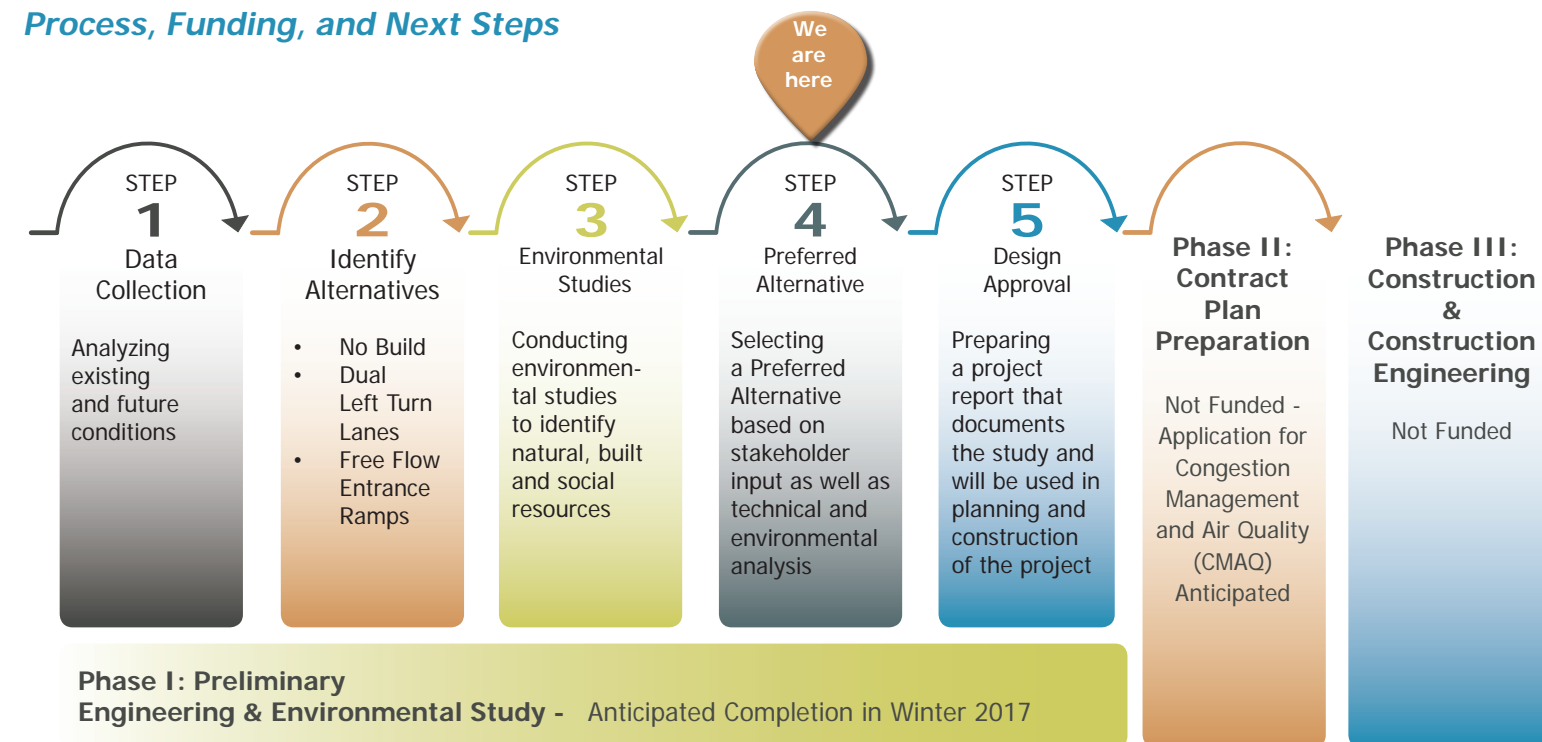 Process, Funding, and Next Steps
We
are
here
STEP
1
Data
Collection
Analyzing
existing
and future
conditions
STEP
2
Identify
Alternatives
• No Build
• Dual
Left Turn
Lanes
• Free Flow
Entrance
Ramps
STEP
3
Environmental
Studies
Conducting
environmen-
tal studies
to identify
natural, built
and social
resources
STEP
4
Preferred
Alternative
Selecting
a Preferred
Alternative
based on
stakeholder
input as well as
technical and
environmental
analysis
STEP
5
Design
Approval
Preparing
a project
report that
documents
the study and
will be used in
planning and
construction
of the project
Phase II:
Contract
Plan
Preparation
Not Funded -
Application for
Congestion
Management
and Air Quality
(CMAQ)
Anticipated
Phase III:
Construction
&
Construction
Engineering
Not Funded
Phase I: Preliminary
Engineering & Environmental Study - Anticipated Completion in Winter 2017